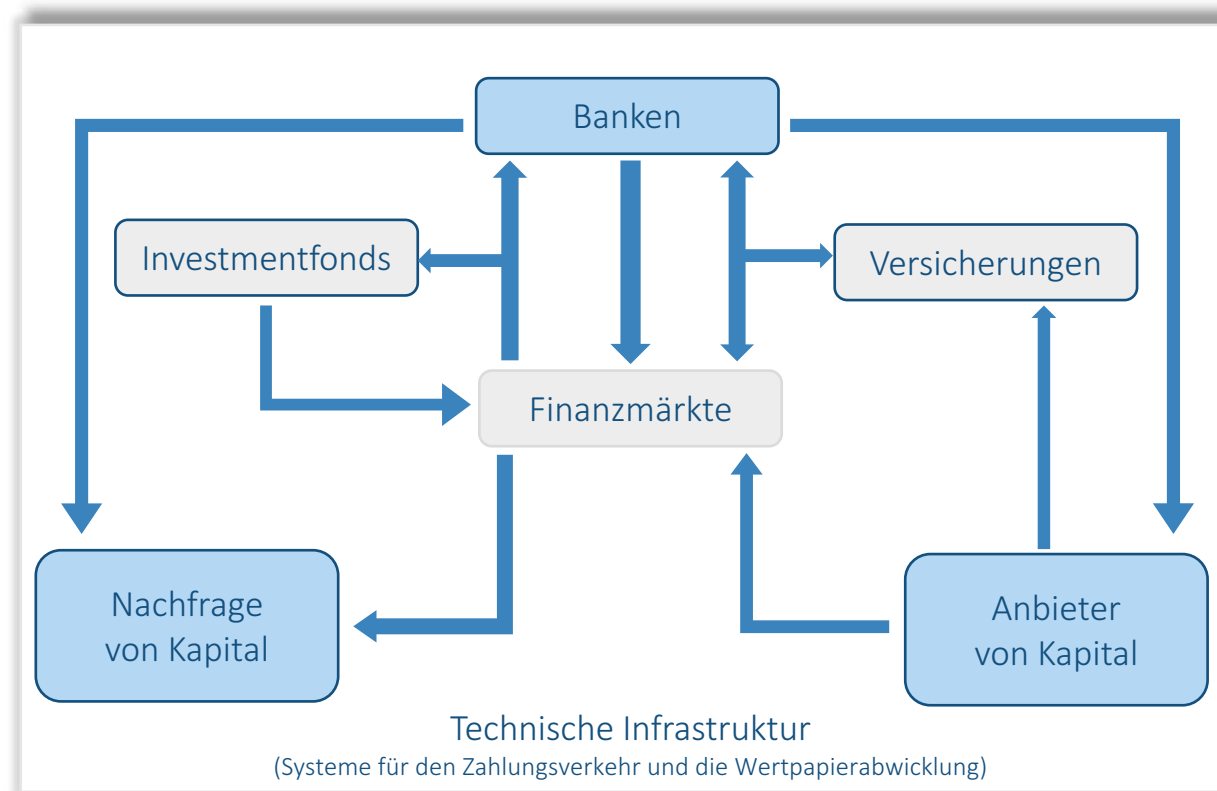 Banken
Investmentfonds
Versicherungen
Finanzmärkte
Nachfrage
von Kapital
Anbieter
von Kapital
Technische Infrastruktur
(Systeme für den Zahlungsverkehr und die Wertpapierabwicklung)